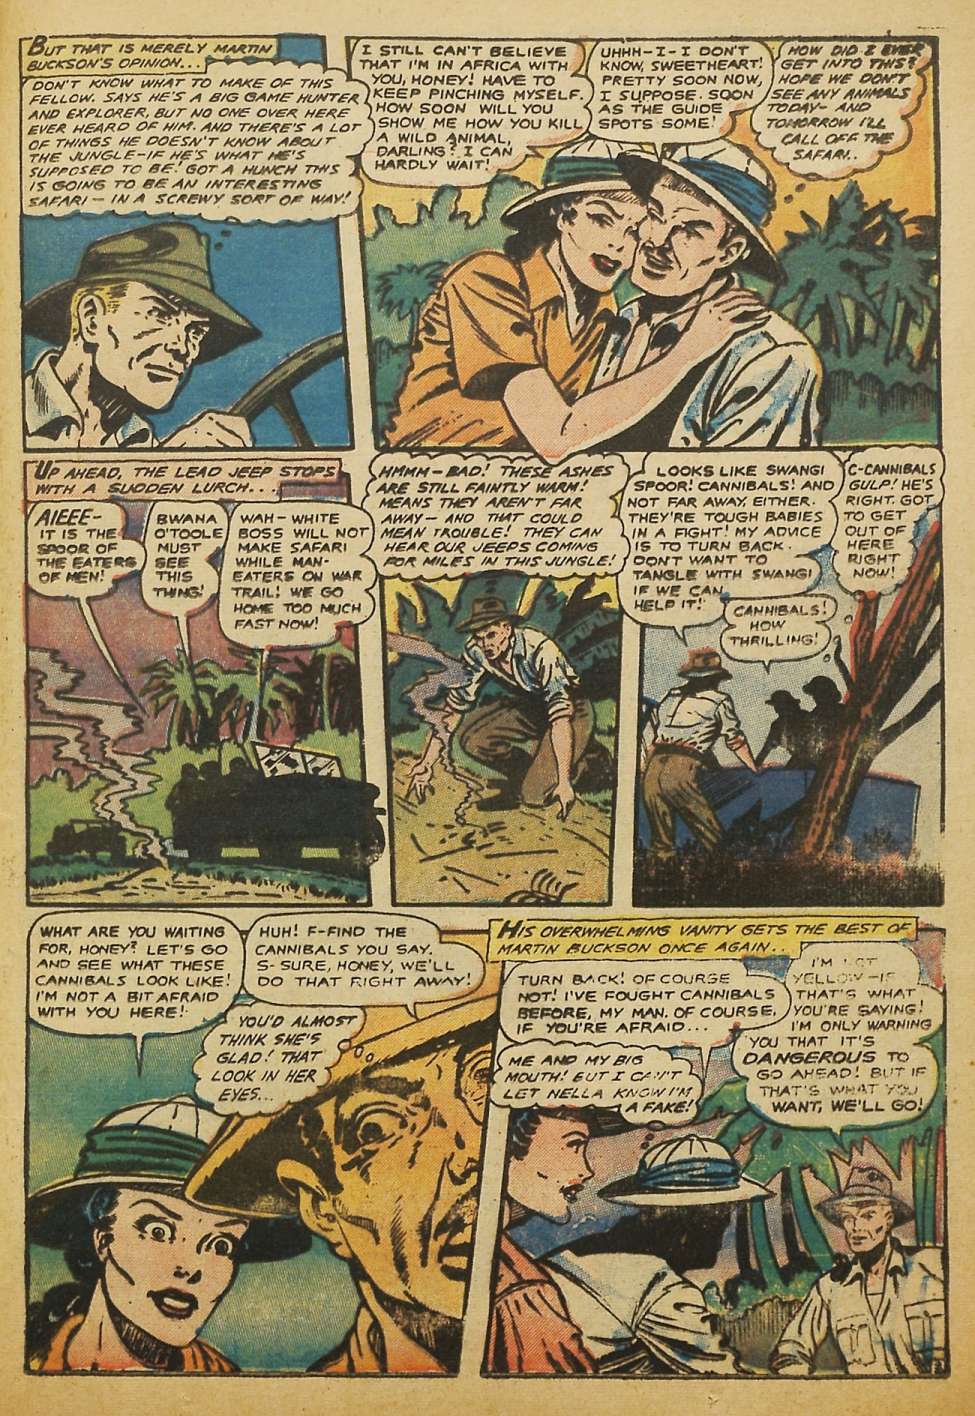 BUT THAT IS MERELY MARTIN
BUCKSON'S OPINION...
DON'T KNOW WHAT TO MAKE OF THIS
FELLOW. SAYS HE'S A BIG GAME HUNTER
AND EXPLORER, BUT NO ONE OVER HERE
EVER HEARD OF HIM. AND THERE'S A LOT
OF THINGS HE DOESN'T KNOW ABOUT
THE JUNGLE-IF HE'S WHAT HE'S
SUPPOSED TO BE! GOT A HUNCH THIS
IS GOING TO BE AN INTERESTING
SAFARI - IN A SCREWY SORT OF WAY!
I STILL CAN'T BELIEVE
THAT I'M IN AFRICA WITH
YOU, HONEY! HAVE TO
KEEP PINCHING MYSELF.
HOW SOON WILL YOU
SHOW ME HOW YOU KILL
A WILD ANIMAL,
DARLING? I CAN
HARDLY WAIT!
UHHH-I-I DON'T
KNOW, SWEETHEART!
PRETTY SOON NOW,
I SUPPOSE. SOON
AS THE GUIDE
SPOTS SOME!
HOW DID I EVER
GET INTO THIS?
HOPE WE DON'T
SEE ANY ANIMALS
TODAY-AND
TOMORROW I'LL
CALL OFF THE
SAFARI..
UP AHEAD, THE LEAD JEEP STOPS
WITH A SUDDEN LURCH...
AIEEE-
IT IS THE
SPOOR OF
THE EATERS
OF MEN!
BWANA
O'TOOLE
MUST
SEE
THIS
THING!
WAH-WHITE
BOSS WILL NOT
MAKE SAFARI
WHILE MAN-
EATERS ON WAR
TRAIL! WE GO
HOME TOO MUCH
FAST NOW!
HMMM-BAD! THESE ASHES
ARE STILL FAINTLY WARM!
MEANS THEY AREN'T FAR
AWAY-AND THAT COULD
MEAN TROUBLE! THEY CAN
HEAR OUR JEEPS COMING
FOR MILES IN THIS JUNGLE!
LOOKS LIKE SWANGI
SPOOR! CANNIBALS! AND
NOT FAR AWAY, EITHER.
THEY'RE TOUGH BABIES
IN A FIGHT! MY ADVICE
IS TO TURN BACK.
DON'T WANT TO
TANGLE WITH SWANGI
IF WE CAN
HELP IT!
CANNIBALS!
HOW
THRILLING!
C-CANNIBALS
GULP! HE'S
RIGHT. GOT
TO GET
OUT OF
HERE
RIGHT
NOW!
WHAT ARE YOU WAITING
FOR, HONEY? LET'S GO
AND SEE WHAT THESE
CANNIBALS LOOK LIKE!
I'M NOT A BIT AFRAID
WITH YOU HERE!
HUH! F-FIND THE
CANNIBALS YOU SAY.
S-SURE, HONEY, WE'LL
DO THAT RIGHT AWAY!
YOU'D ALMOST
THINK SHE'S
GLAD! THAT
LOOK IN HER
EYES...
HIS OVERWHELMING VANITY GETS THE BEST OF
MARTIN BUCKSON ONCE AGAIN..
TURN BACK! OF COURSE
NOT! I'VE FOUGHT CANNIBALS
BEFORE, MY MAN. OF COURSE,
IF YOU'RE AFRAID...
ME AND MY BIG
MOUTH! BUT I CAN'T
LET NELLA KNOW I'M
A FAKE!
I'M NOT
YELLOW-IF
THAT'S WHAT
YOU'RE SAYING!
I'M ONLY WARNING
YOU THAT IT'S
DANGEROUS TO
GO AHEAD! BUT IF
THAT'S WHAT YOU
WANT, WE'LL GO!